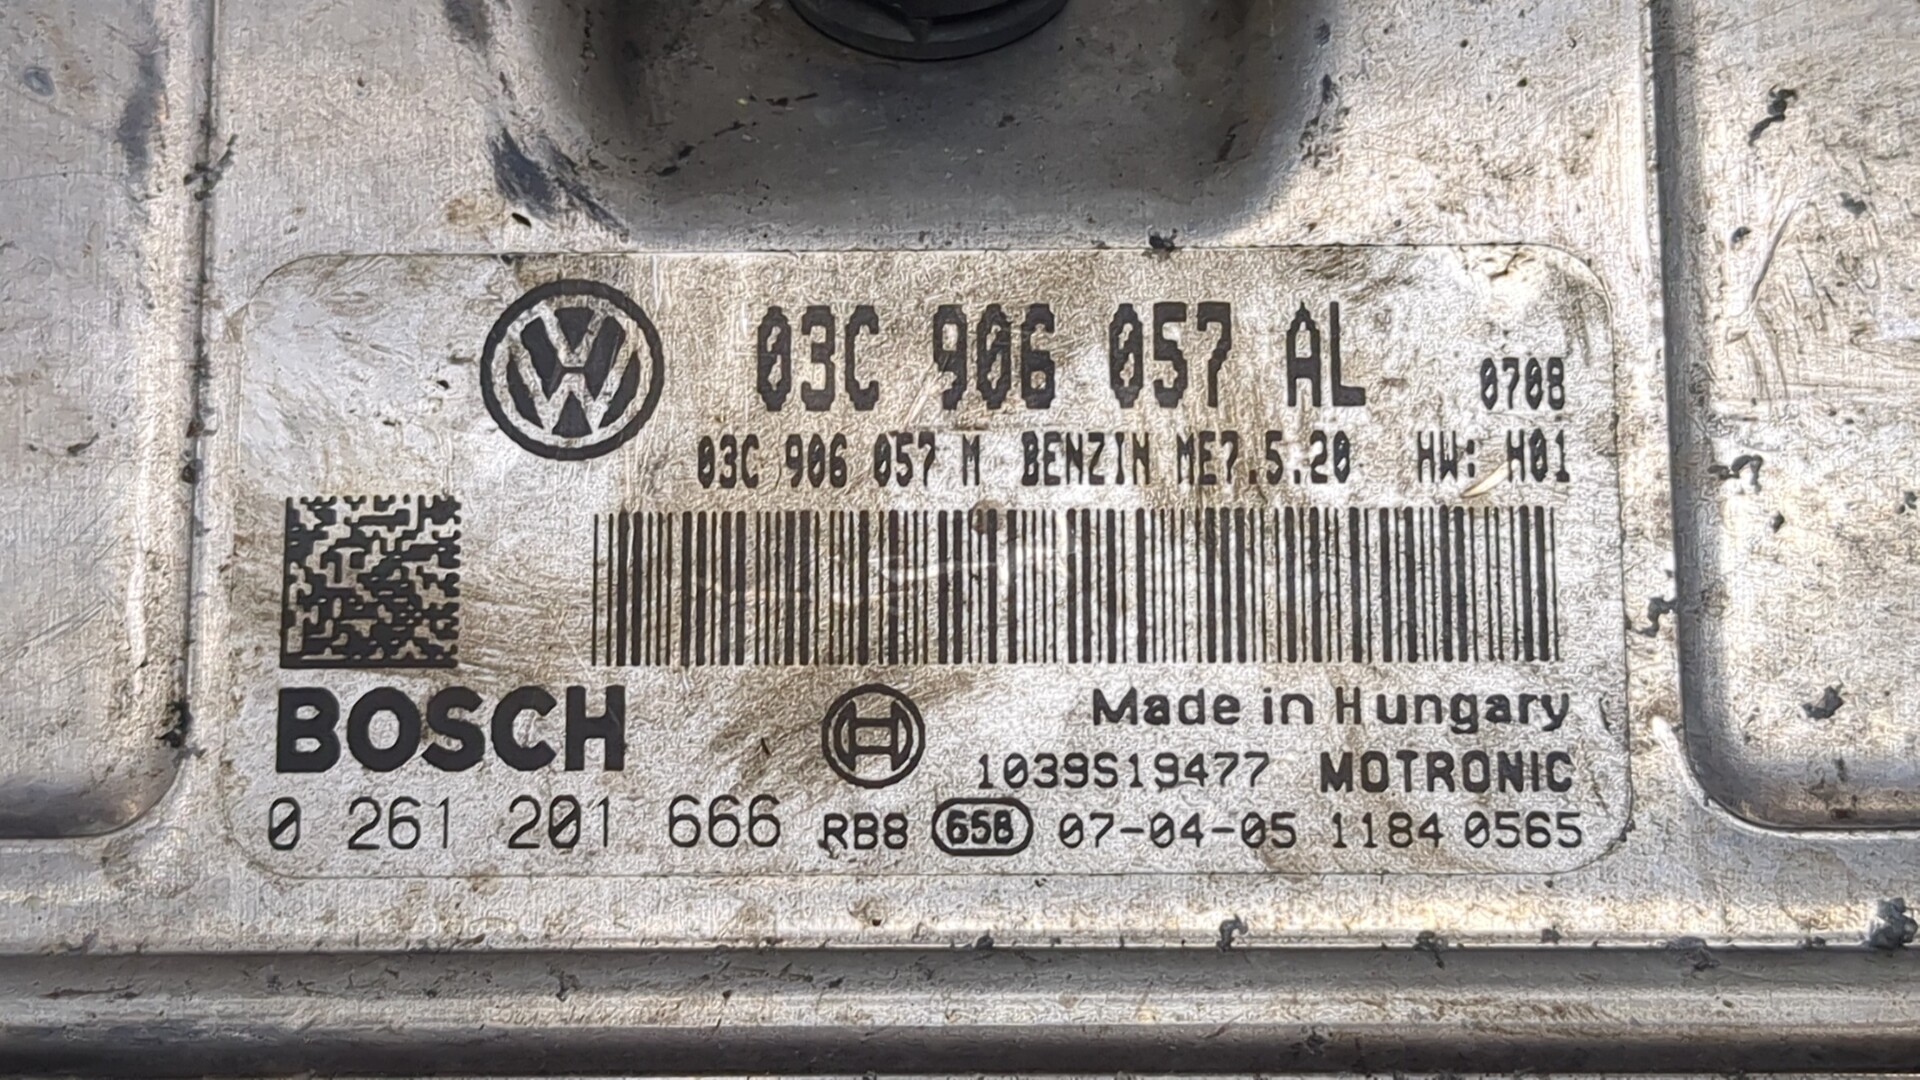 03C 906 057 AL 0708
03C 906 057 M BENZIN ME7.5.20 HW: H01
BOSCH
Made in Hungary
1039S19477 MOTRONIC
0 261 201 666 RB8 658 07-04-05 1184 0565